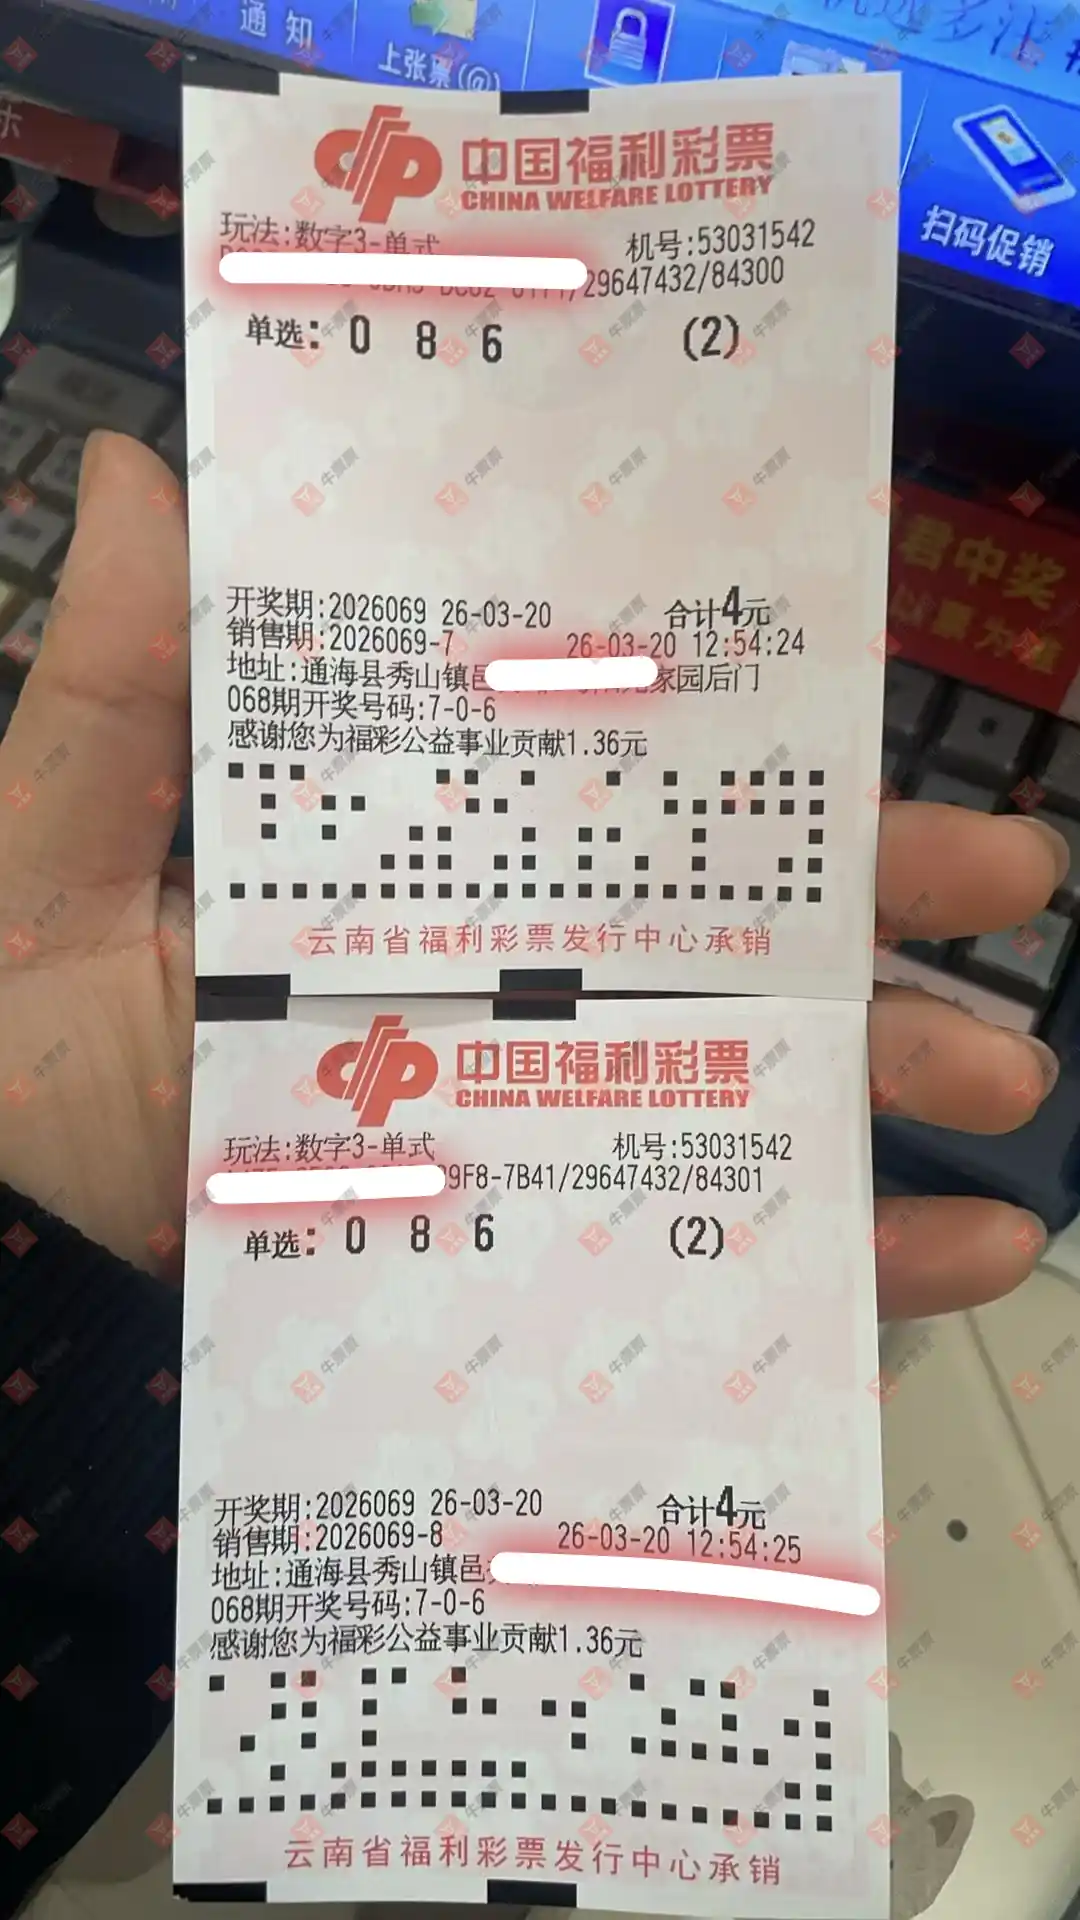 通知
上张票(@)
扫码促销
中国福利彩票
CHINA WELFARE LOTTERY
玩法:数字3-单式
机号:53031542
/29647432/84300
单选: 0 8 6 (2)
君中奖
开奖期:2026069 26-03-20 合计4元
销售期:2026069-7 26-03-20 12:54:24
地址:通海县秀山镇邑 家园后门
068期开奖号码:7-0-6
感谢您为福彩公益事业贡献1.36元
云南省福利彩票发行中心承销
中国福利彩票
CHINA WELFARE LOTTERY
玩法:数字3-单式
机号:53031542
9F8-7B41/29647432/84301
单选: 0 8 6 (2)
开奖期:2026069 26-03-20 合计4元
销售期:2026069-8 26-03-20 12:54:25
地址:通海县秀山镇邑
068期开奖号码:7-0-6
感谢您为福彩公益事业贡献1.36元
云南省福利彩票发行中心承销
牛票票